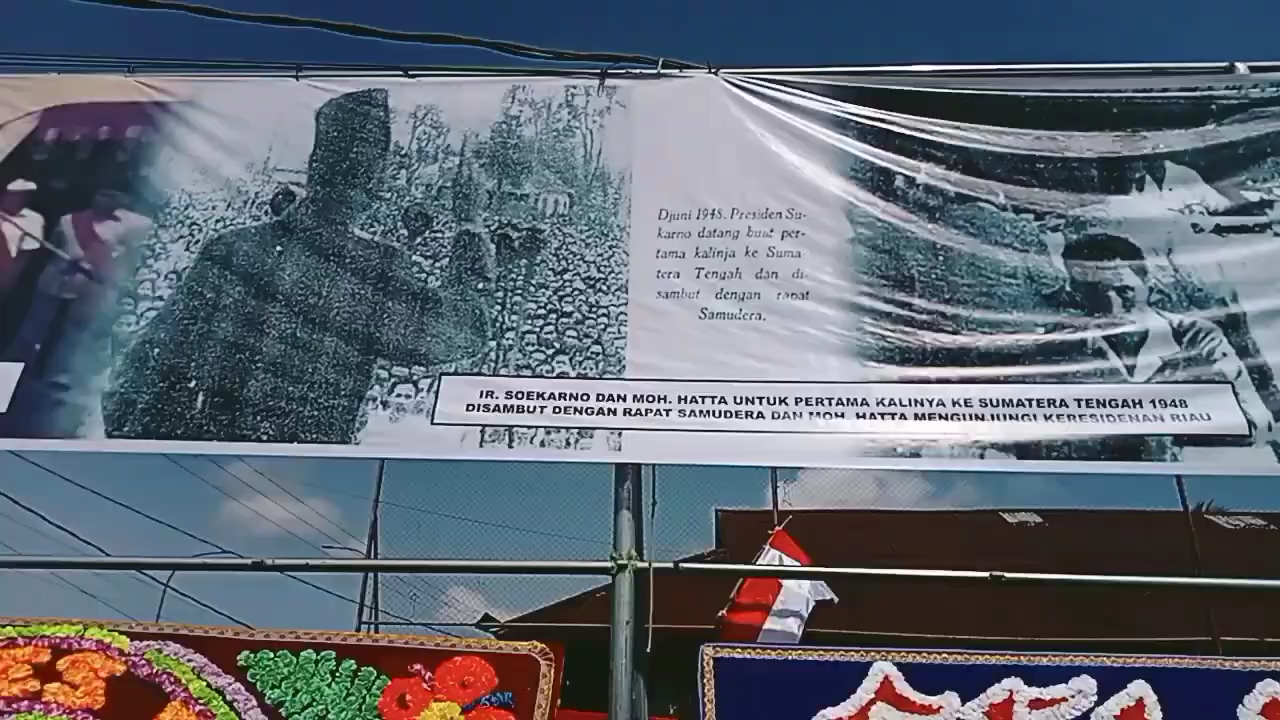 Djuni 1948. Presiden Su-
karno datang buat per-
tama kalinja ke Suma-
tera Tengah dan di-
sambut dengan rapat
Samudera.
IR. SOEKARNO DAN MOH. HATTA UNTUK PERTAMA KALINYA KE SUMATERA TENGAH 1948
DISAMBUT DENGAN RAPAT SAMUDERA DAN MOH. HATTA MENGUNJUNGI KERESIDENAN RIAU